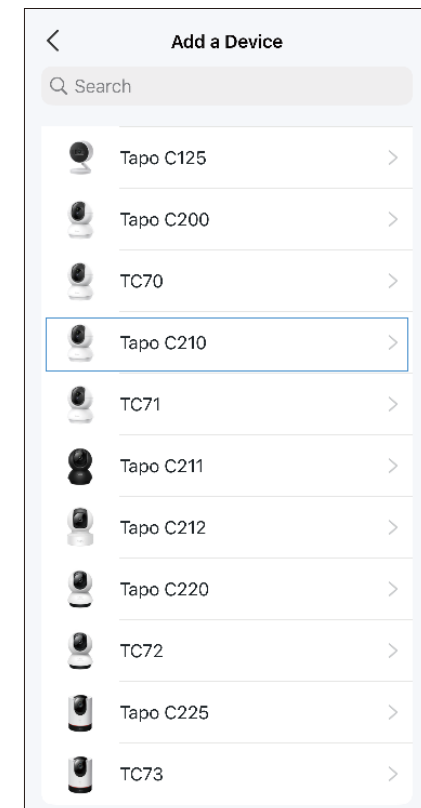 Add a Device
Search
Tapo C125
Tapo C200
TC70
Tapo C210
TC71
Tapo C211
Tapo C212
Tapo C220
TC72
Tapo C225
TC73